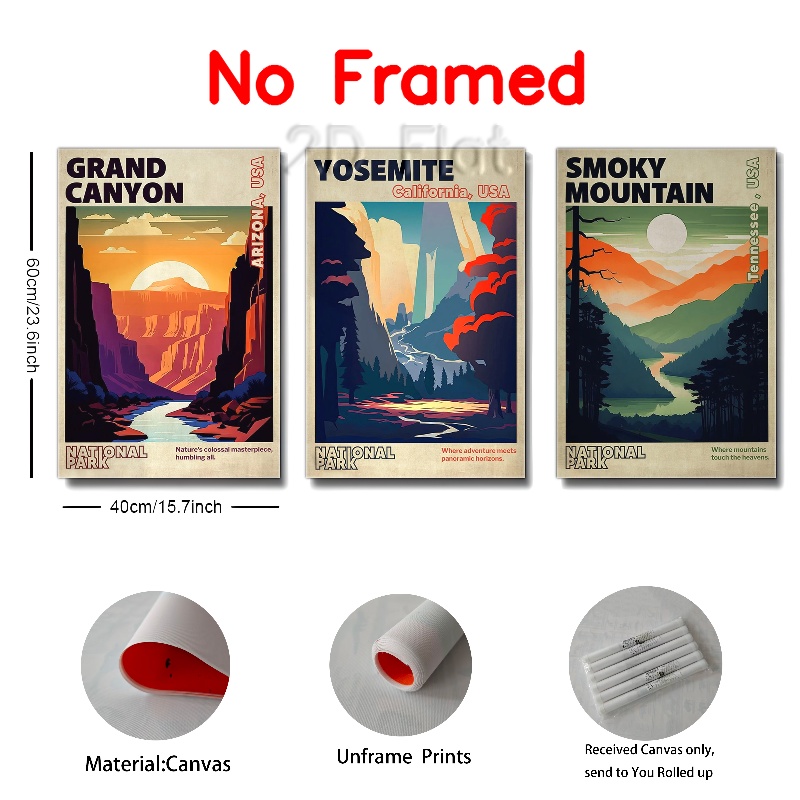 No Framed
2D Flat
GRAND
CANYON
ARIZONA, USA
YOSEMITE
California, USA
SMOKY
MOUNTAIN
Tennessee, USA
60cm/23.6inch
NATIONAL
PARK
Nature's colossal masterpiece,
humbling all.
NATIONAL
PARK
Where adventure meets
panoramic horizons.
NATIONAL
PARK
Where mountains
touch the heavens.
40cm/15.7inch
Material:Canvas
Unframe Prints
Received Canvas only,
send to You Rolled up